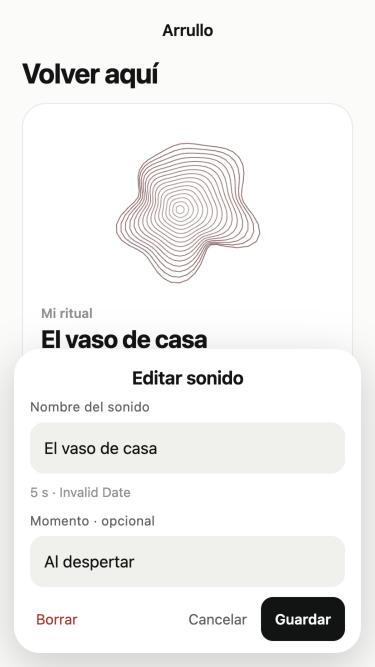 Arrullo
Volver aquí
Mi ritual
El vaso de casa
Editar sonido
Nombre del sonido
El vaso de casa
5 s · Invalid Date
Momento · opcional
Al despertar
Borrar
Cancelar
Guardar